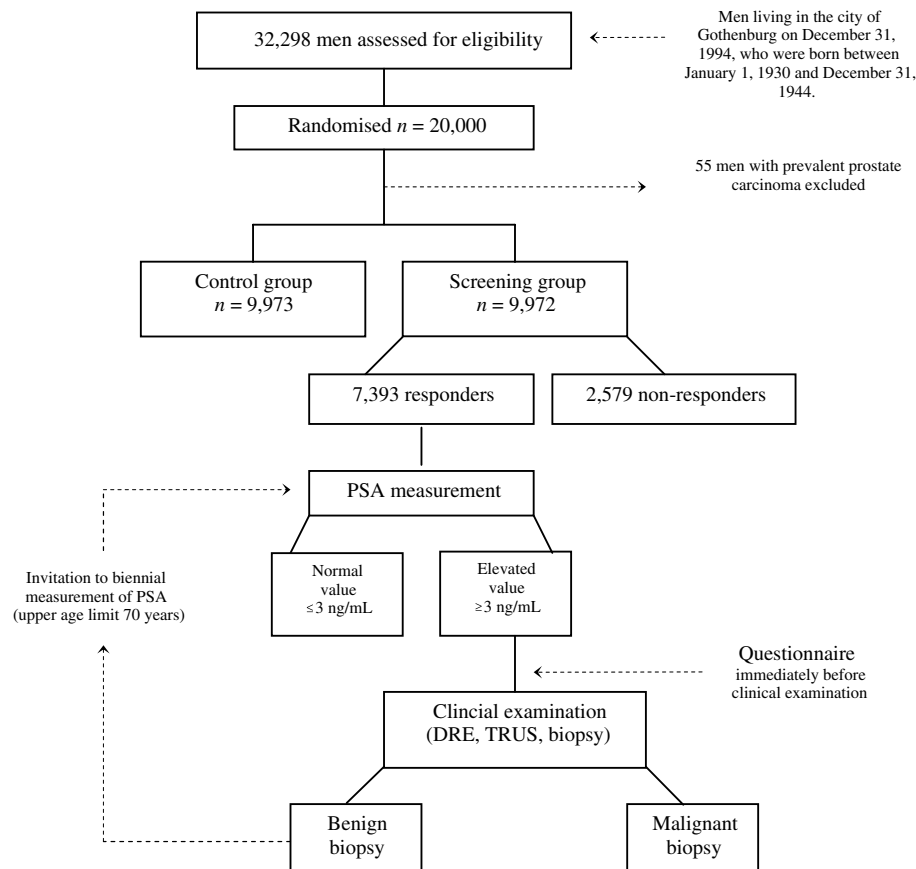 32,298 men assessed for eligibility
Men living in the city of
Gothenburg on December 31,
1994, who were born between
January 1, 1930 and December 31,
1944.
Randomised n = 20,000
55 men with prevalent prostate
carcinoma excluded
Control group
n = 9,973
Screening group
n = 9,972
7,393 responders
2,579 non-responders
PSA measurement
Normal
value
≤3 ng/mL
Elevated
value
≥3 ng/mL
Invitation to biennial
measurement of PSA
(upper age limit 70 years)
Questionnaire
immediately before
clinical examination
Clincial examination
(DRE, TRUS, biopsy)
Benign
biopsy
Malignant
biopsy